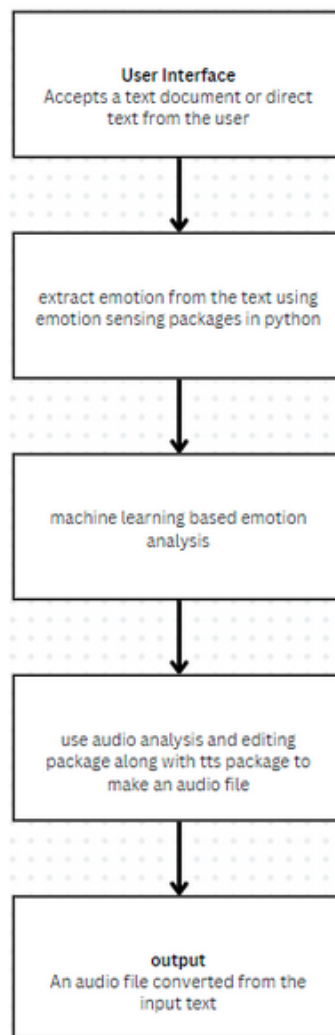 User Interface
Accepts a text document or direct
text from the user
extract emotion from the text using
emotion sensing packages in python
machine learning based emotion
analysis
use audio analysis and editing
package along with tts package to
make an audio file
output
An audio file converted from the
input text